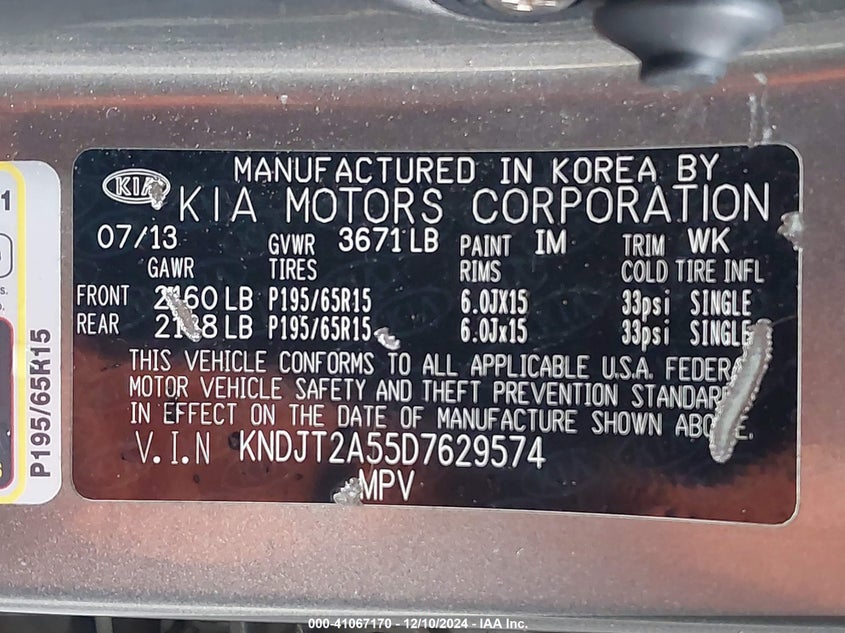 KIA
MANUFACTURED IN KOREA BY
KIA MOTORS CORPORATION
07/13 GVWR 3671 LB PAINT IM TRIM WK
GAWR TIRES RIMS COLD TIRE INFL
FRONT LB P195/65R15 6.0JX15 33psi SINGLE
REAR LB P195/65R15 6.0Jx15 33psi SINGLE
THIS VEHICLE CONFORMS TO ALL APPLICABLE U.S.A.
MOTOR VEHICLE SAFETY AND THEFT PREVENTION
IN EFFECT ON THE DATE OF MANUFACTURE SHOWN
V.I.N KNDJT2A55D7629574
MPV
P195/65R15
000-41067170 - 12/10/2024 - IAA Inc.